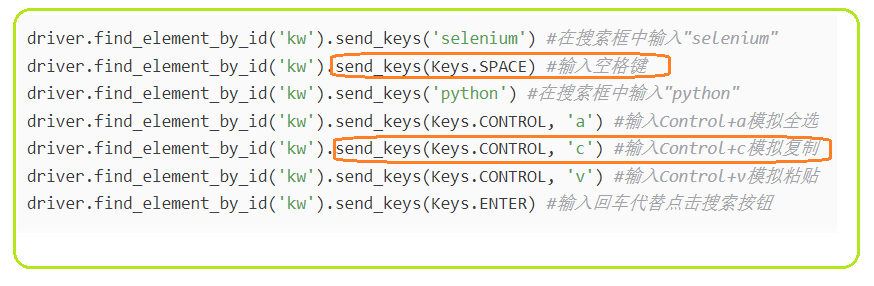 driver.find_element_by_id('kw').send_keys('selenium') #在搜索框中输入"selenium"
driver.find_element_by_id('kw').send_keys(Keys.SPACE) #输入空格键
driver.find_element_by_id('kw').send_keys('python') #在搜索框中输入"python"
driver.find_element_by_id('kw').send_keys(Keys.CONTROL, 'a') #输入Control+a模拟全选
driver.find_element_by_id('kw').send_keys(Keys.CONTROL, 'c') #输入Control+c模拟复制
driver.find_element_by_id('kw').send_keys(Keys.CONTROL, 'v') #输入Control+v模拟粘贴
driver.find_element_by_id('kw').send_keys(Keys.ENTER) #输入回车代替点击搜索按钮